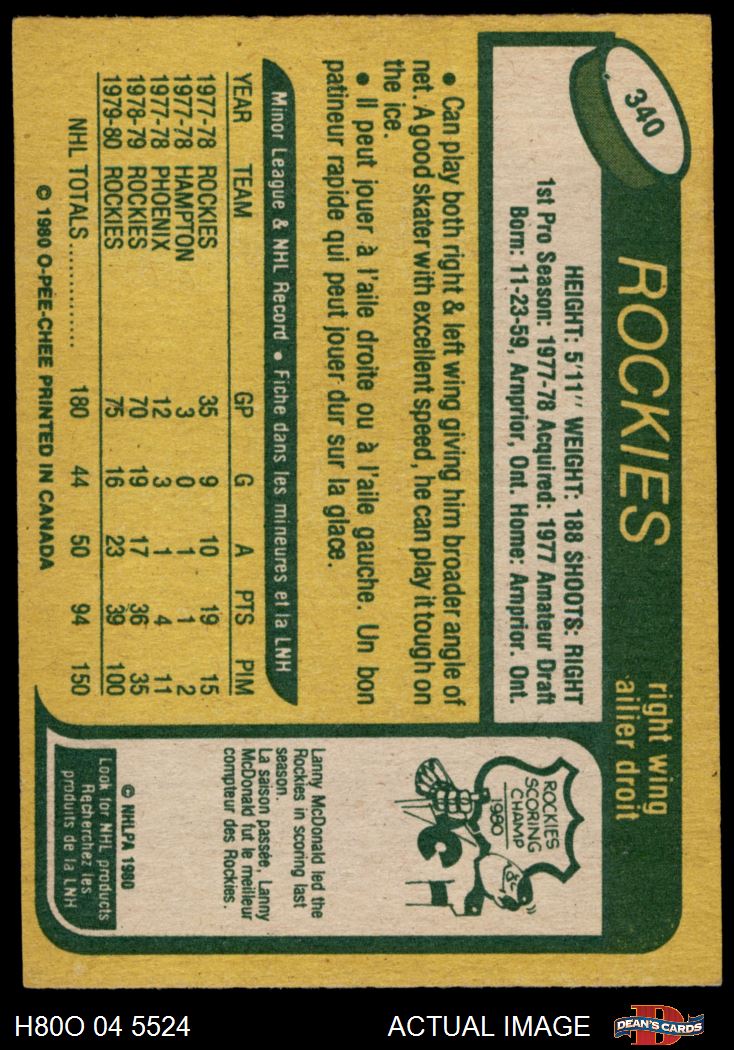 340
ROCKIES
right wing
ailier droit
HEIGHT: 5'11" WEIGHT: 188 SHOOTS: RIGHT
1st Pro Season: 1977-78 Acquired: 1977 Amateur Draft
Born: 11-23-59, Arnprior, Ont. Home: Arnprior, Ont.
• Can play both right & left wing giving him broader angle of
net. A good skater with excellent speed, he can play it tough on
the ice.
• Il peut jouer à l'aile droite ou à l'aile gauche. Un bon
patineur rapide qui peut jouer dur sur la glace.
Minor League & NHL Record • Fiche dans les mineures et la LNH
YEAR TEAM GP G A PTS PIM
1977-78 ROCKIES 35 9 10 19 15
1977-78 HAMPTON 3 0 1 1 2
1977-78 PHOENIX 12 3 1 4 11
1978-79 ROCKIES 70 19 17 36 35
1979-80 ROCKIES 75 16 23 39 100
NHL TOTALS.............. 180 44 50 94 150
© 1980 O-PEE-CHEE PRINTED IN CANADA
ROCKIES
SCORING
CHAMP
1980
C
Lanny McDonald led the
Rockies in scoring last
season.
La saison passée, Lanny
McDonald fut le meilleur
compteur des Rockies.
© NHLPA 1980
Look for NHL products
Recherchez les
produits de la LNH
H80O 04 5524
ACTUAL IMAGE
D
DEAN'S CARDS